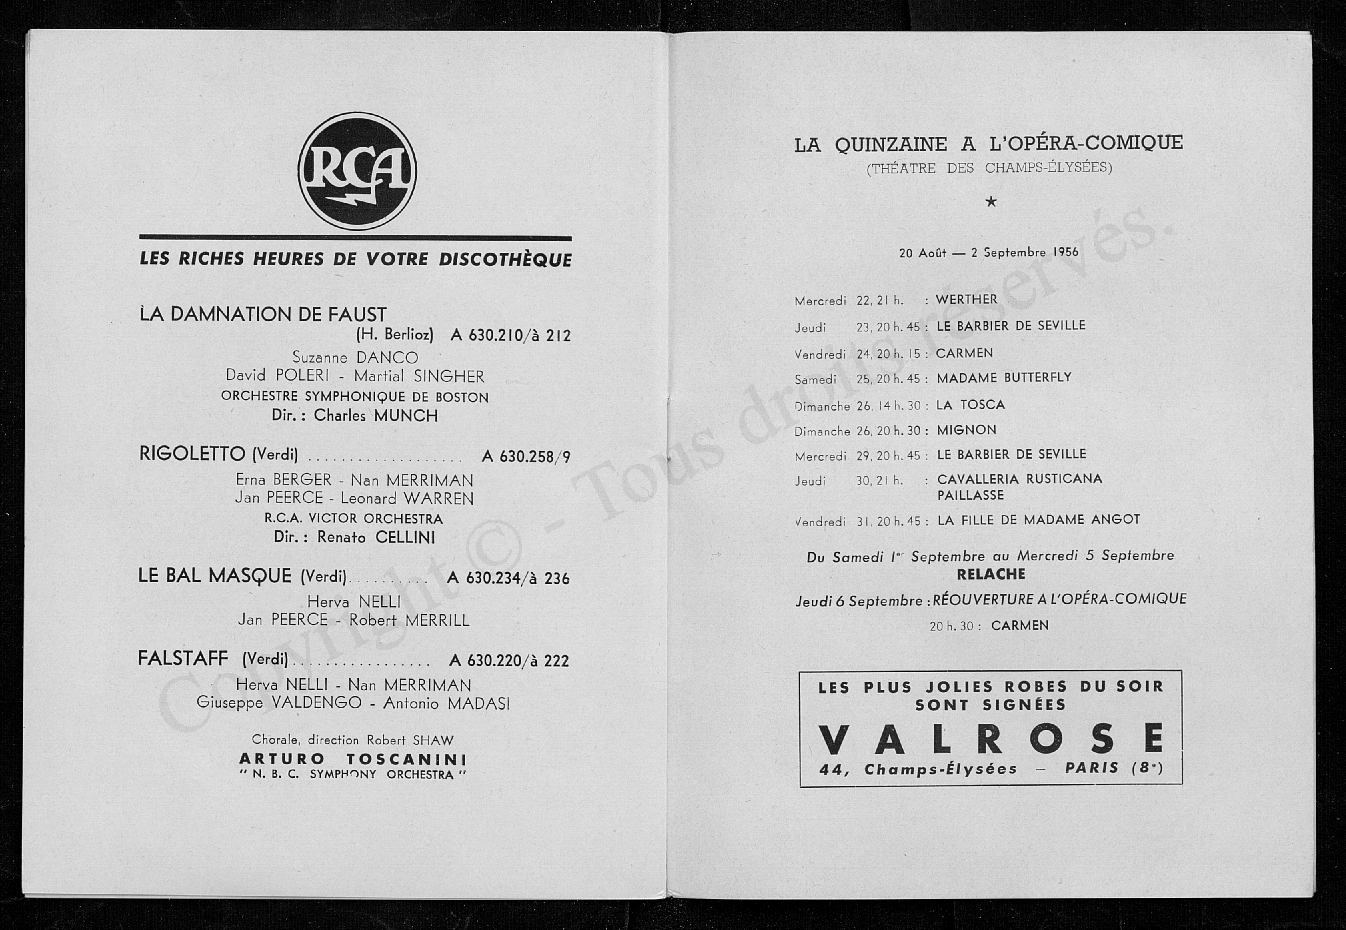 RCA
LES RICHES HEURES DE VOTRE DISCOTHÈQUE
LA DAMNATION DE FAUST
(H. Berlioz) A 630.210/à 212
Suzanne DANCO
David POLERI - Martial SINGHER
ORCHESTRE SYMPHONIQUE DE BOSTON
Dir. : Charles MUNCH
RIGOLETTO (Verdi) ................... A 630.258/9
Erna BERGER - Nan MERRIMAN
Jan PEERCE - Leonard WARREN
R.C.A. VICTOR ORCHESTRA
Dir. : Renato CELLINI
LE BAL MASQUE (Verdi).......... A 630.234/à 236
Herva NELLI
Jan PEERCE - Robert MERRILL
FALSTAFF (Verdi)................. A 630.220/à 222
Herva NELLI - Nan MERRIMAN
Giuseppe VALDENGO - Antonio MADASI
Chorale, direction Robert SHAW
ARTURO TOSCANINI
" N. B. C. SYMPHONY ORCHESTRA "
LA QUINZAINE A L'OPÉRA-COMIQUE
(THÉATRE DES CHAMPS-ÉLYSÉES)
★
20 Août — 2 Septembre 1956
Mercredi 22, 21 h. : WERTHER
Jeudi 23, 20 h. 45 : LE BARBIER DE SEVILLE
Vendredi 24, 20 h. 15 : CARMEN
Samedi 25, 20 h. 45 : MADAME BUTTERFLY
Dimanche 26, 14 h. 30 : LA TOSCA
Dimanche 26, 20 h. 30 : MIGNON
Mercredi 29, 20 h. 45 : LE BARBIER DE SEVILLE
Jeudi 30, 21 h. : CAVALLERIA RUSTICANA
PAILLASSE
Vendredi 31, 20 h. 45 : LA FILLE DE MADAME ANGOT
Du Samedi 1er Septembre au Mercredi 5 Septembre
RELACHE
Jeudi 6 Septembre : RÉOUVERTURE A L'OPÉRA-COMIQUE
20 h. 30 : CARMEN
LES PLUS JOLIES ROBES DU SOIR
SONT SIGNÉES
VALROSE
44, Champs-Élysées — PARIS (8e)
Copyright © - Tous droits réservés.